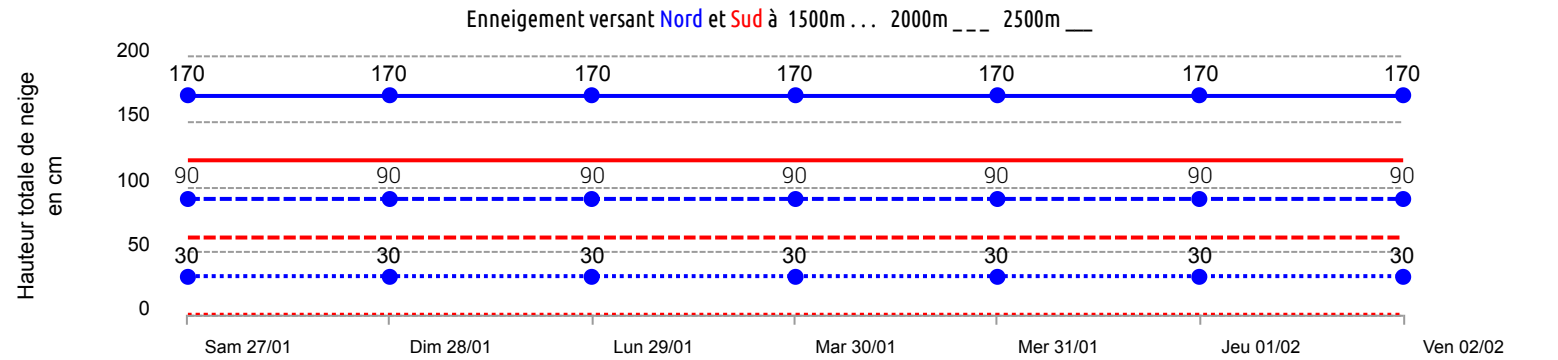 Enneigement versant Nord et Sud à 1500m . . . 2000m _ _ _ 2500m __
Hauteur totale de neige
en cm
200
170 170 170 170 170 170 170
150
100
90 90 90 90 90 90 90
50
30 30 30 30 30 30 30
0
Sam 27/01 Dim 28/01 Lun 29/01 Mar 30/01 Mer 31/01 Jeu 01/02 Ven 02/02